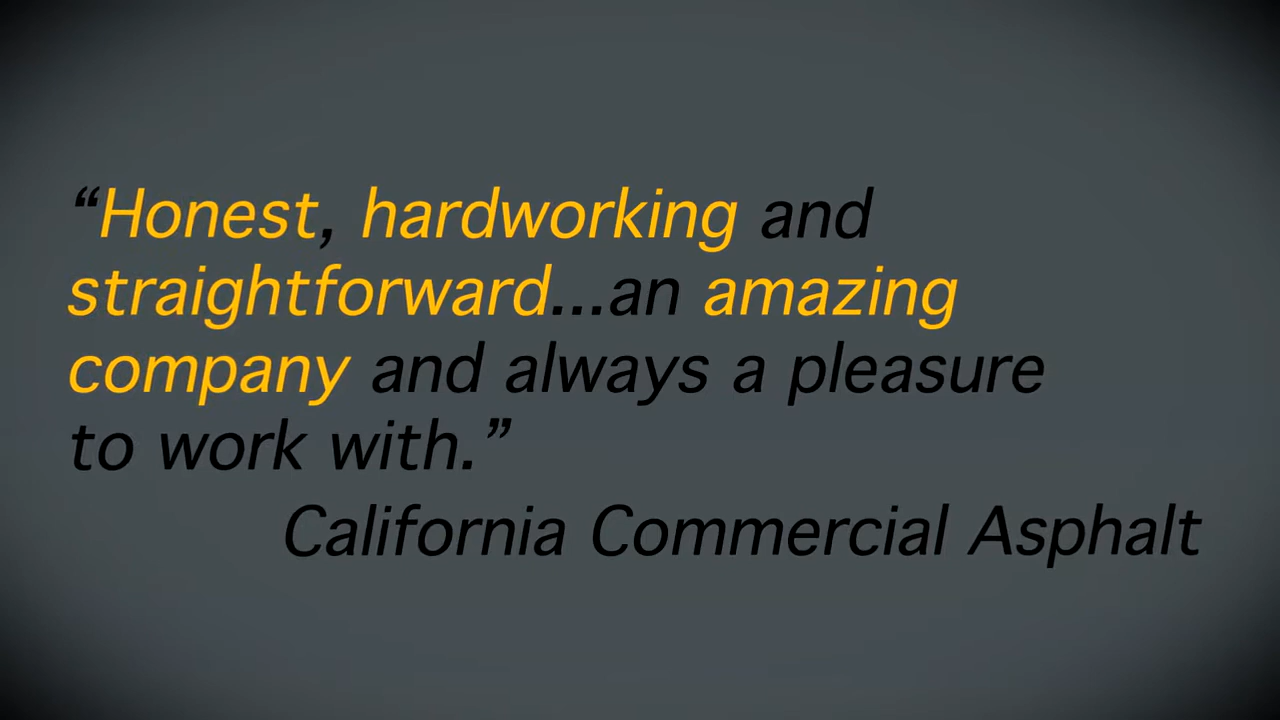 “Honest, hardworking and
straightforward...an amazing
company and always a pleasure
to work with.”
California Commercial Asphalt